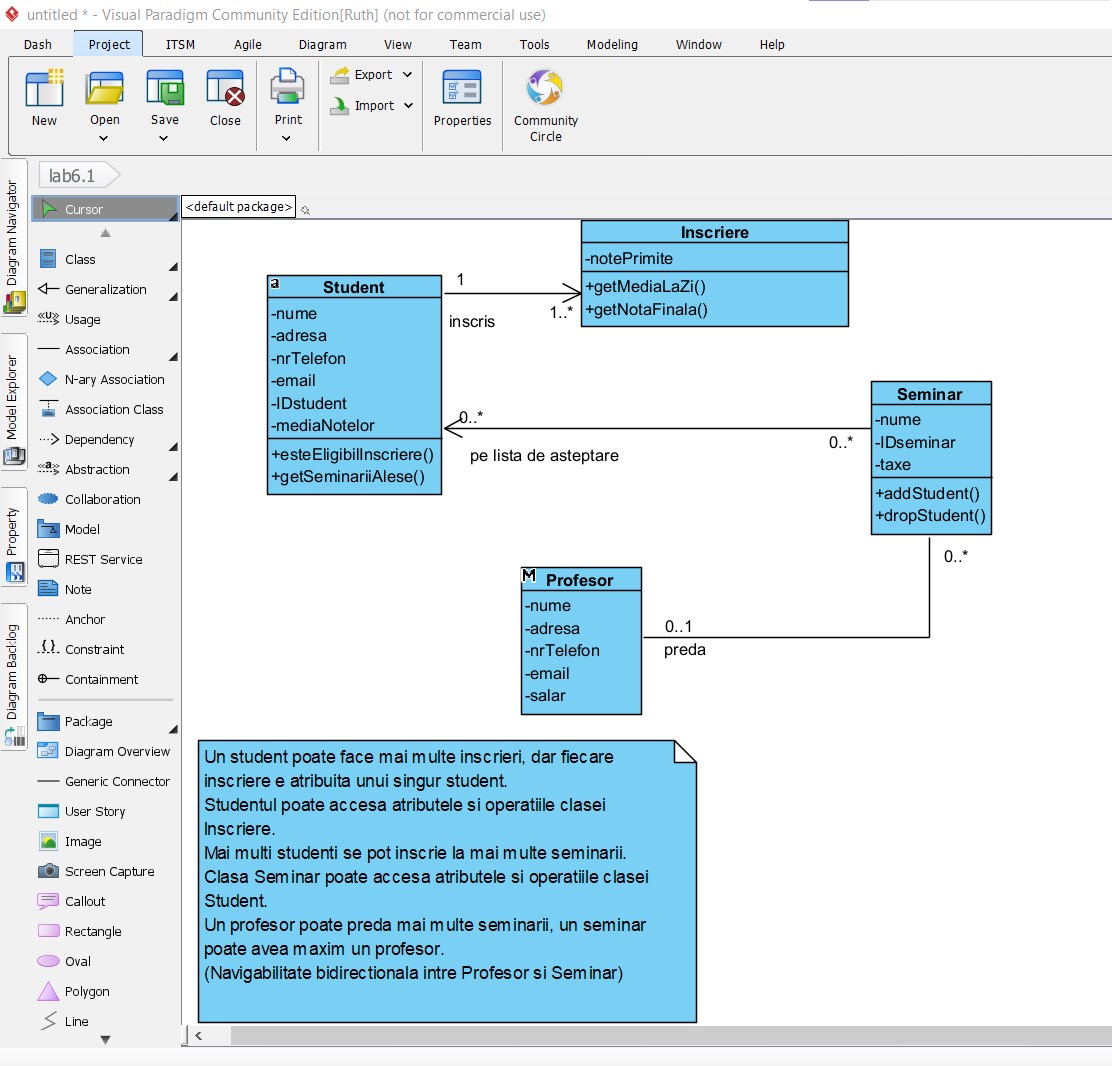 untitled * - Visual Paradigm Community Edition[Ruth] (not for commercial use)
Dash Project ITSM Agile Diagram View Team Tools Modeling Window Help
New
Open
Save
Close
Print
Export
Import
Properties
Community
Circle
lab6.1
Diagram Navigator
Model Explorer
Property
Diagram Backlog
Cursor
Class
Generalization
«U» Usage
Association
N-ary Association
Association Class
Dependency
«a» Abstraction
Collaboration
Model
REST Service
Note
Anchor
{.} Constraint
Containment
Package
Diagram Overview
Generic Connector
User Story
Image
Screen Capture
Callout
Rectangle
Oval
Polygon
Line
<default package>
a
Student
-nume
-adresa
-nrTelefon
-email
-IDstudent
-mediaNotelor
+esteEligibilInscriere()
+getSeminariiAlese()
1
inscris
1..*
Inscriere
-notePrimite
+getMediaLaZi()
+getNotaFinala()
0..*
pe lista de asteptare
0..*
Seminar
-nume
-IDseminar
-taxe
+addStudent()
+dropStudent()
0..*
0..1
preda
M
Profesor
-nume
-adresa
-nrTelefon
-email
-salar
Un student poate face mai multe inscrieri, dar fiecare
inscriere e atribuita unui singur student.
Studentul poate accesa atributele si operatiile clasei
Inscriere.
Mai multi studenti se pot inscrie la mai multe seminarii.
Clasa Seminar poate accesa atributele si operatiile clasei
Student.
Un profesor poate preda mai multe seminarii, un seminar
poate avea maxim un profesor.
(Navigabilitate bidirectionala intre Profesor si Seminar)